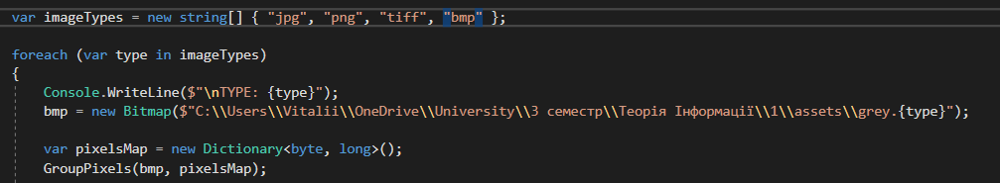 var imageTypes = new string[] { "jpg", "png", "tiff", "bmp" };
foreach (var type in imageTypes)
{
Console.WriteLine($"\nTYPE: {type}");
bmp = new Bitmap($"C:\\Users\\Vitalii\\OneDrive\\University\\3 семестр\\Теорія Інформації\\1\\assets\\grey.{type}");
var pixelsMap = new Dictionary<byte, long>();
GroupPixels(bmp, pixelsMap);